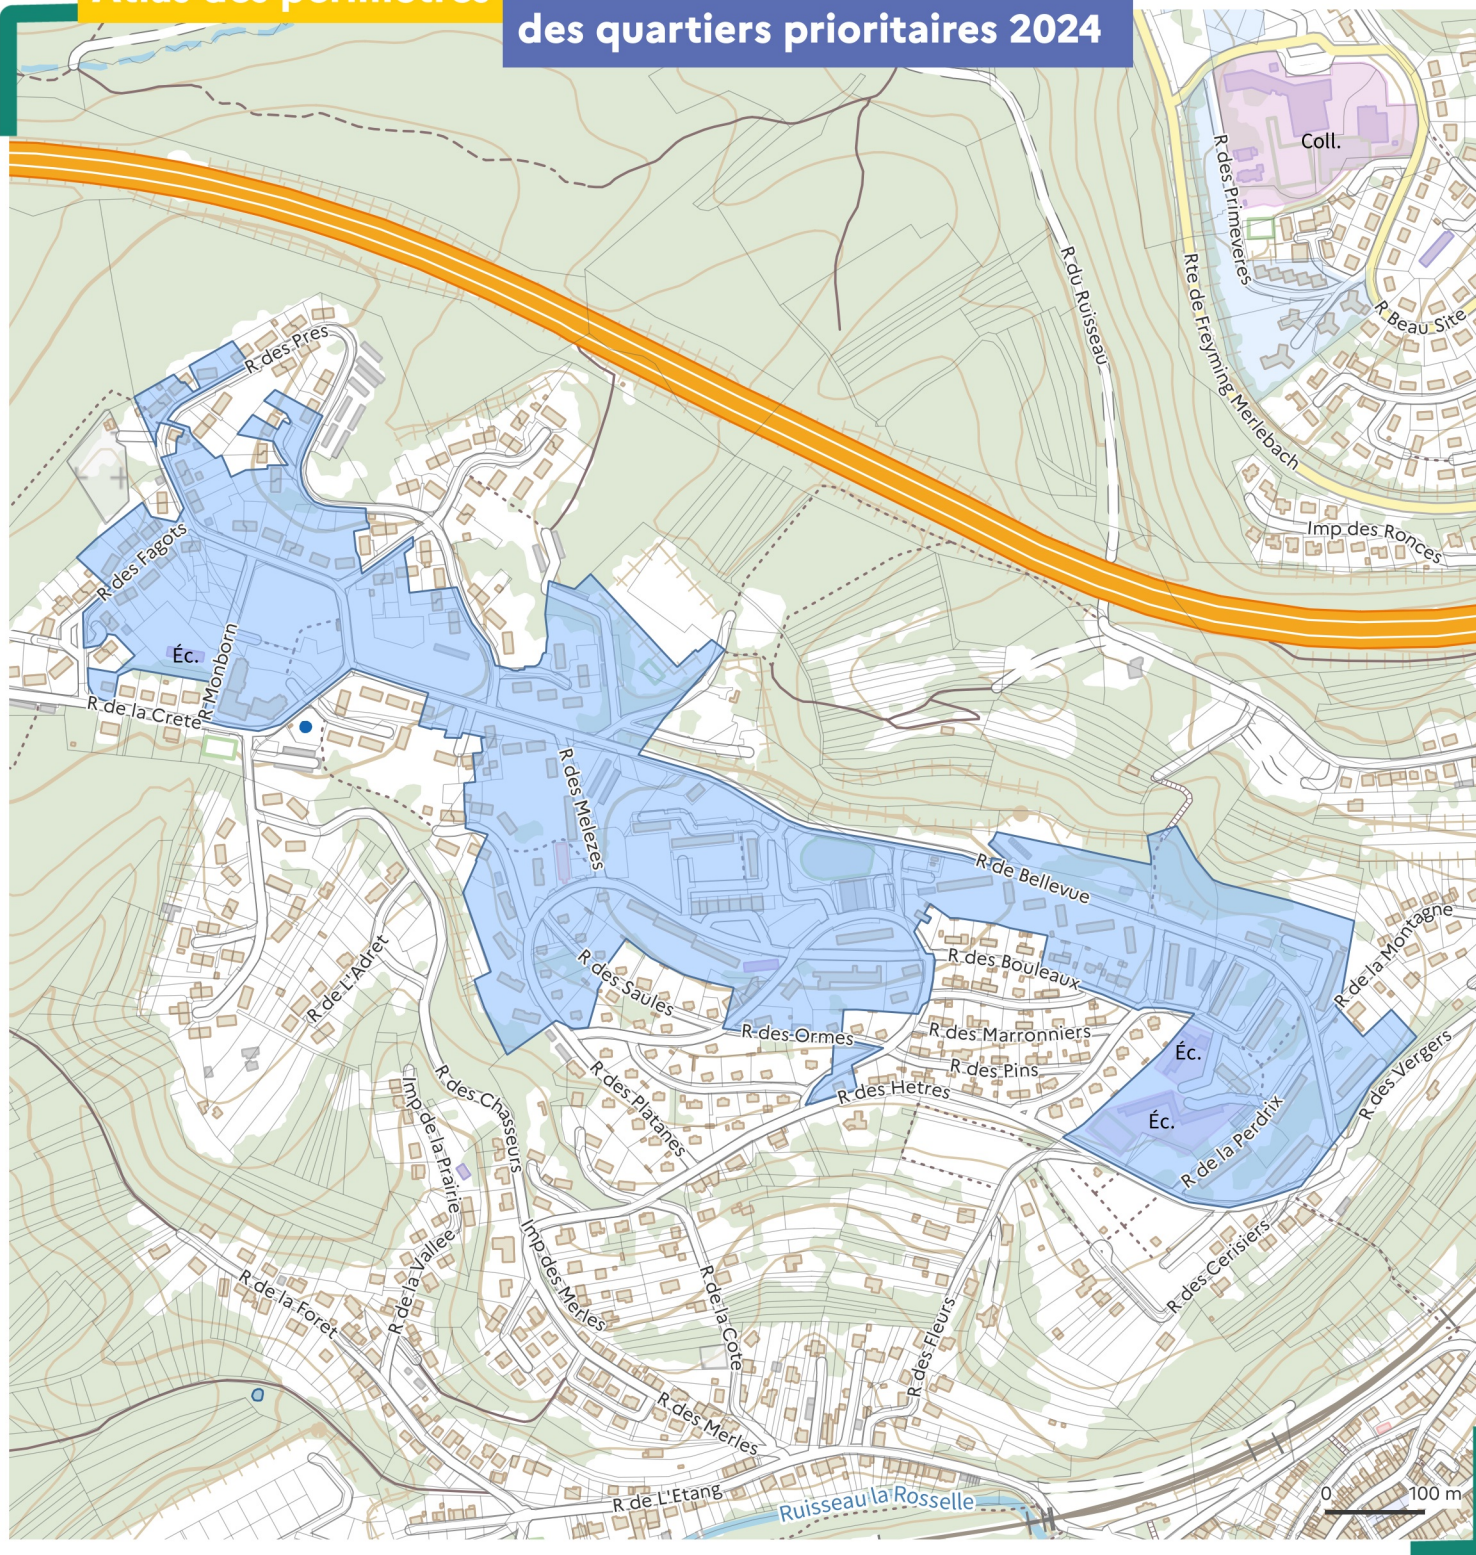 Atlas des périmètres
des quartiers prioritaires 2024
Coll.
R des Primeveres
Rte de Freyming Merlebach
R Beau Site
R du Ruisseau
Imp des Ronces
R des Pres
R des Fagots
Éc.
R Monborn
R de la Crete
R des Melezes
R de Bellevue
R de la Montagne
R de L'Adret
R des Saules
R des Bouleaux
R des Ormes
R des Marronniers
R des Pins
R des Hetres
Éc.
Éc.
R des Vergers
R de la Perdrix
R des Chasseurs
Imp de la Prairie
R des Platanes
R de la Vallee
Imp des Merles
R des Cerisiers
R de la Foret
R de la Cote
R des Fleurs
R des Merles
R de L'Etang
Ruisseau la Rosselle
0 100 m